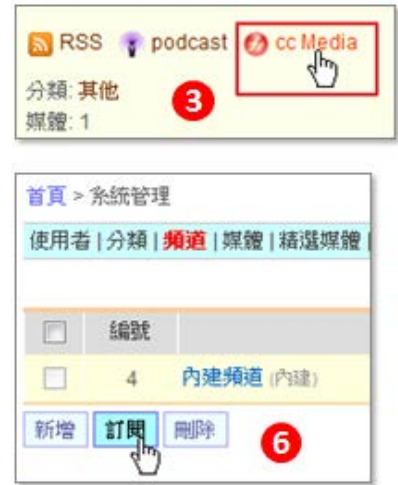 RSS podcast cc Media
分類: 其他
媒體: 1
3
首頁 > 系統管理
使用者 | 分類 | 頻道 | 媒體 | 精選媒體 |
編號
4 內建頻道 (內建)
新增 訂閱 刪除
6